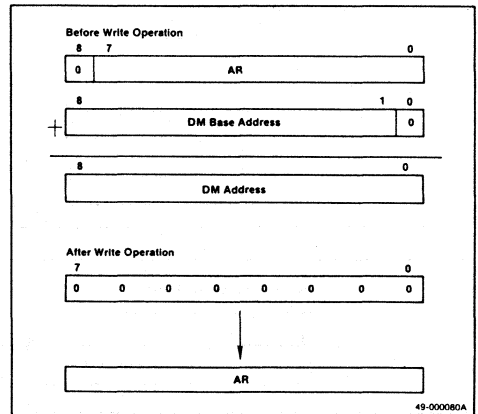 Before Write Operation
8 7 0
0 AR
8 1 0
+ DM Base Address 0
8 0
DM Address
After Write Operation
7 0
0 0 0 0 0 0 0 0
AR
49-000080A